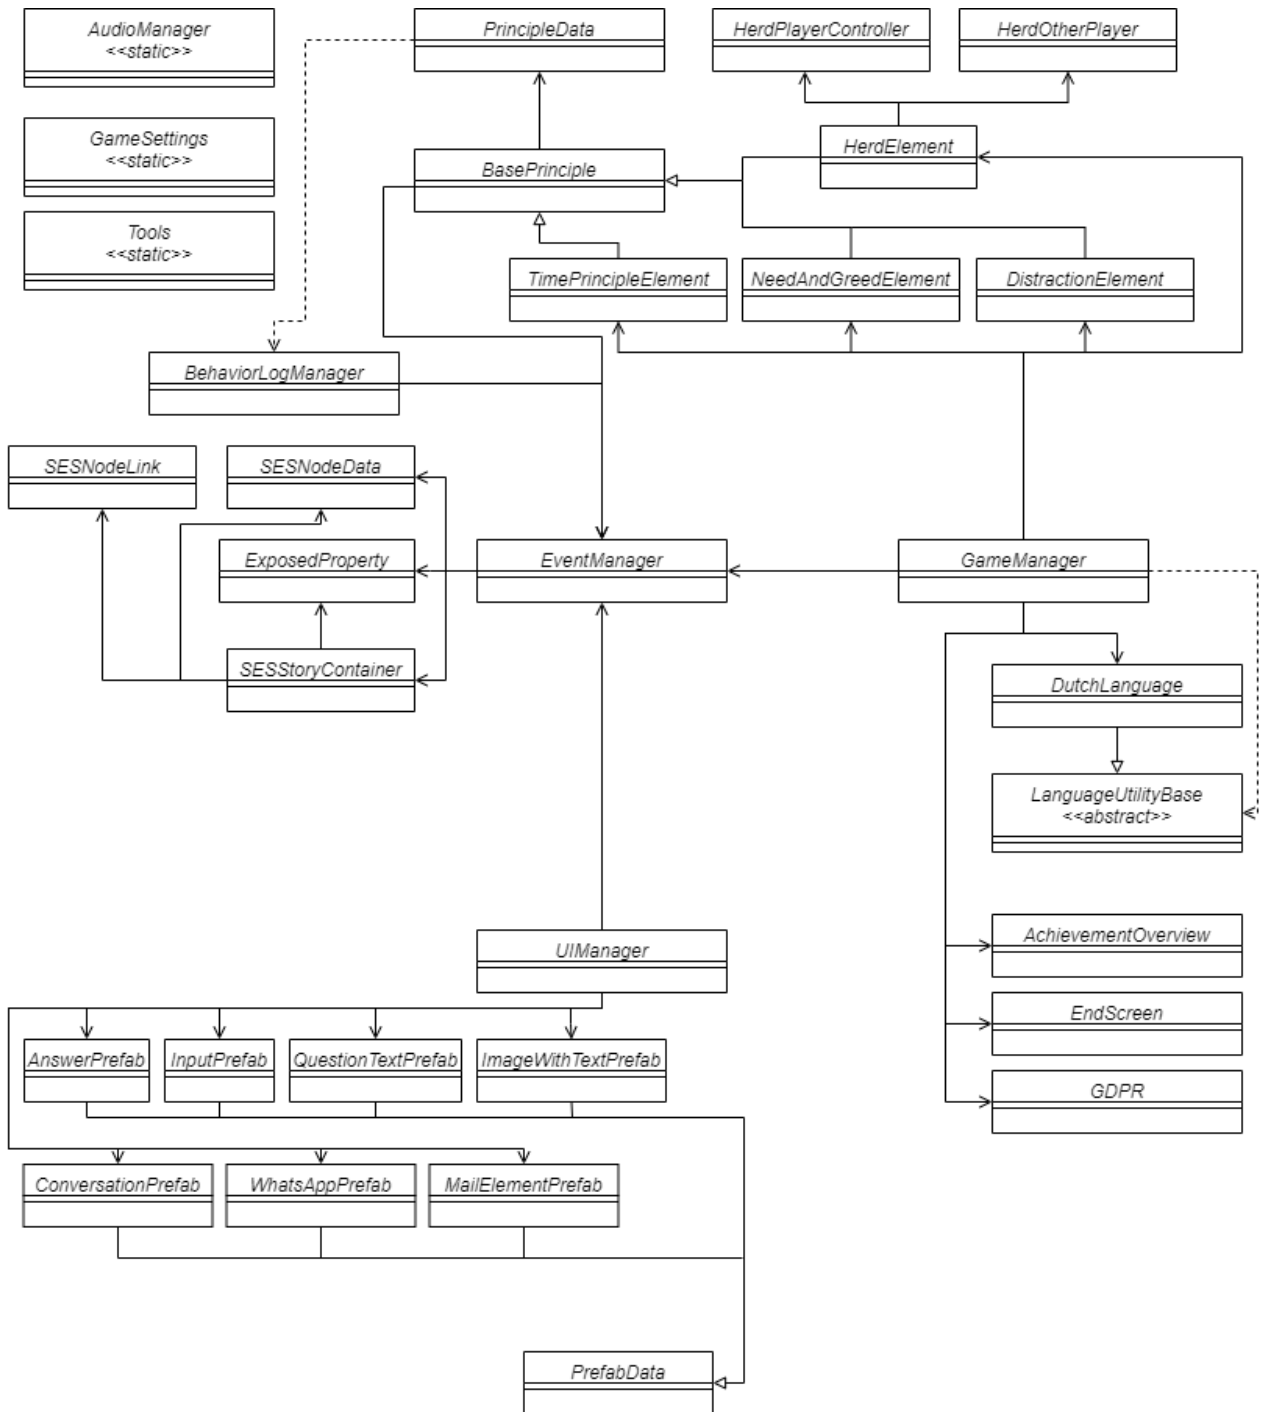 AudioManager
<<static>>
PrincipleData
HerdPlayerController
HerdOtherPlayer
GameSettings
<<static>>
HerdElement
BasePrinciple
Tools
<<static>>
TimePrincipleElement
NeedAndGreedElement
DistractionElement
BehaviorLogManager
SESNodeLink
SESNodeData
ExposedProperty
EventManager
GameManager
SESStoryContainer
DutchLanguage
LanguageUtilityBase
<<abstract>>
AchievementOverview
UIManager
EndScreen
AnswerPrefab
InputPrefab
QuestionTextPrefab
ImageWithTextPrefab
GDPR
ConversationPrefab
WhatsAppPrefab
MailElementPrefab
PrefabData